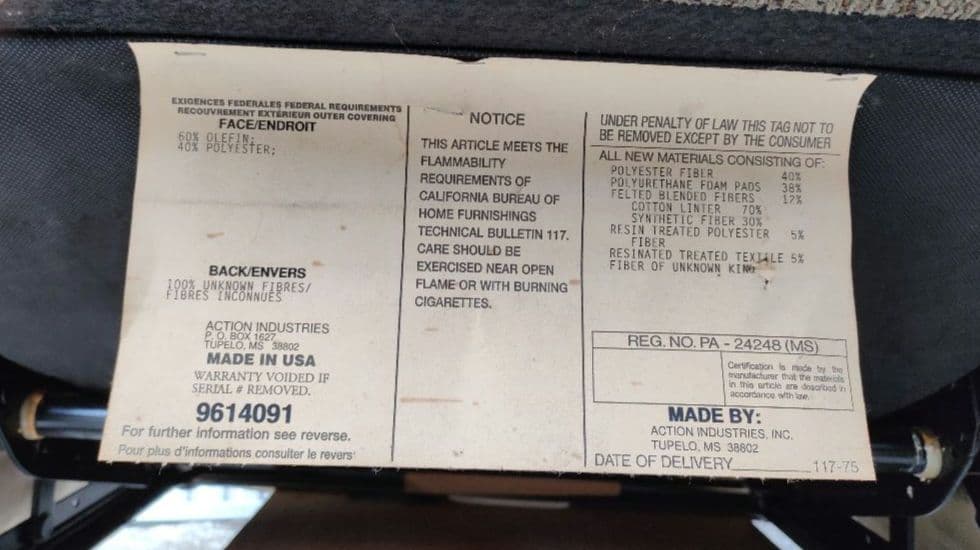 EXIGENCES FEDERALES FEDERAL REQUIREMENTS
RECOUVREMENT EXTÉRIEUR OUTER COVERING
FACE/ENDROIT
60% OLEFIN;
40% POLYESTER;
BACK/ENVERS
100% UNKNOWN FIBRES/
FIBRES INCONNUES
ACTION INDUSTRIES
P. O. BOX 1627
TUPELO, MS 38802
MADE IN USA
WARRANTY VOIDED IF
SERIAL # REMOVED.
9614091
For further information see reverse.
Pour plus d'informations consulter le revers
NOTICE
THIS ARTICLE MEETS THE
FLAMMABILITY
REQUIREMENTS OF
CALIFORNIA BUREAU OF
HOME FURNISHINGS
TECHNICAL BULLETIN 117.
CARE SHOULD BE
EXERCISED NEAR OPEN
FLAME OR WITH BURNING
CIGARETTES.
UNDER PENALTY OF LAW THIS TAG NOT TO
BE REMOVED EXCEPT BY THE CONSUMER
ALL NEW MATERIALS CONSISTING OF:
POLYESTER FIBER 40%
POLYURETHANE FOAM PADS 38%
FELTED BLENDED FIBERS 12%
COTTON LINTER 70%
SYNTHETIC FIBER 30%
RESIN TREATED POLYESTER 5%
FIBER
RESINATED TREATED TEXTILE 5%
FIBER OF UNKNOWN KIND
REG. NO. PA - 24248 (MS)
Certification is made by the
manufacturer that the materials
in this article are described in
accordance with law.
MADE BY:
ACTION INDUSTRIES, INC.
TUPELO, MS 38802
DATE OF DELIVERY 117-75